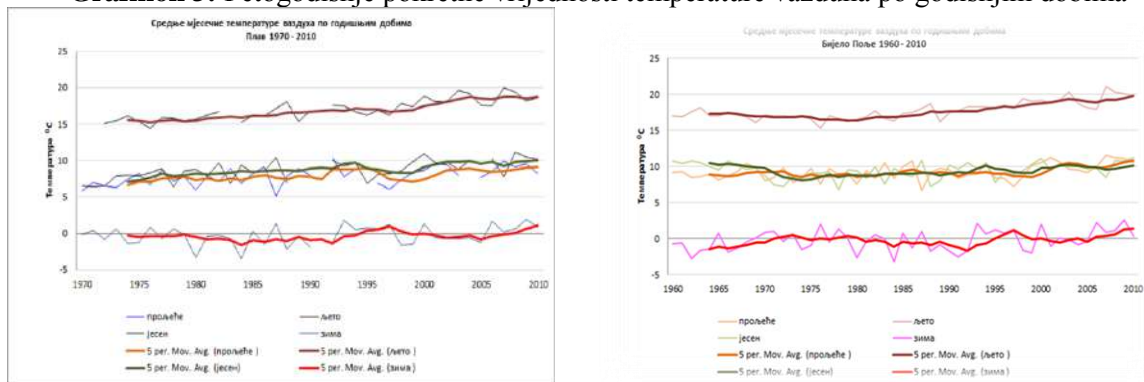 Средње мјесечне температуре ваздуха по годишњим добима
Плав 1970 - 2010
Температура °C
25
20
15
10
5
0
-5
1970 1975 1980 1985 1990 1995 2000 2005 2010
прољеће љето
јесен зима
5 per. Mov. Avg. (прољеће ) 5 per. Mov. Avg. (љето )
5 per. Mov. Avg. (јесен) 5 per. Mov. Avg. (зима )
Средње мјесечне температуре ваздуха по годишњим добима
Бијело Поље 1960 - 2010
Температура °C
25
20
15
10
5
0
-5
1960 1965 1970 1975 1980 1985 1990 1995 2000 2005 2010
прољеће љето
јесен зима
5 per. Mov. Avg. (прољеће ) 5 per. Mov. Avg. (љето )
5 per. Mov. Avg. (јесен) 5 per. Mov. Avg. (зима )